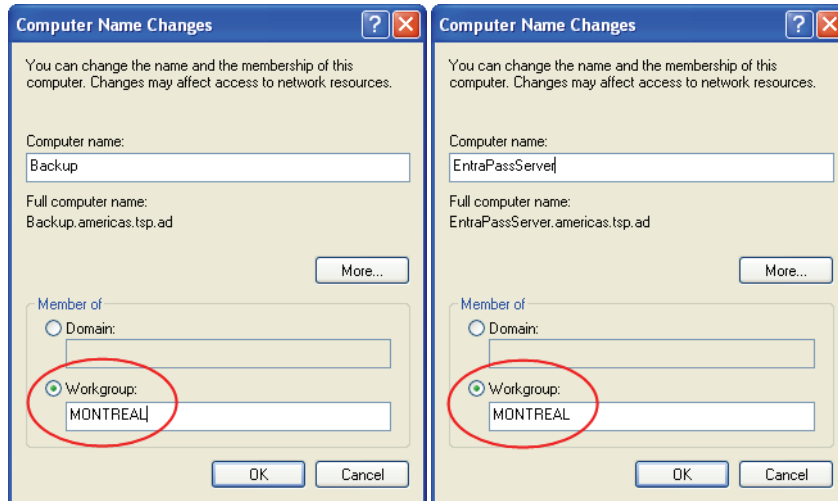 Computer Name Changes
You can change the name and the membership of this
computer. Changes may affect access to network resources.
Computer name:
Backup
Full computer name:
Backup.americas.tsp.ad
More...
Member of
Domain:
Workgroup:
MONTREAL
OK
Cancel
Computer Name Changes
You can change the name and the membership of this
computer. Changes may affect access to network resources.
Computer name:
EntraPassServer
Full computer name:
EntraPassServer.americas.tsp.ad
More...
Member of
Domain:
Workgroup:
MONTREAL
OK
Cancel